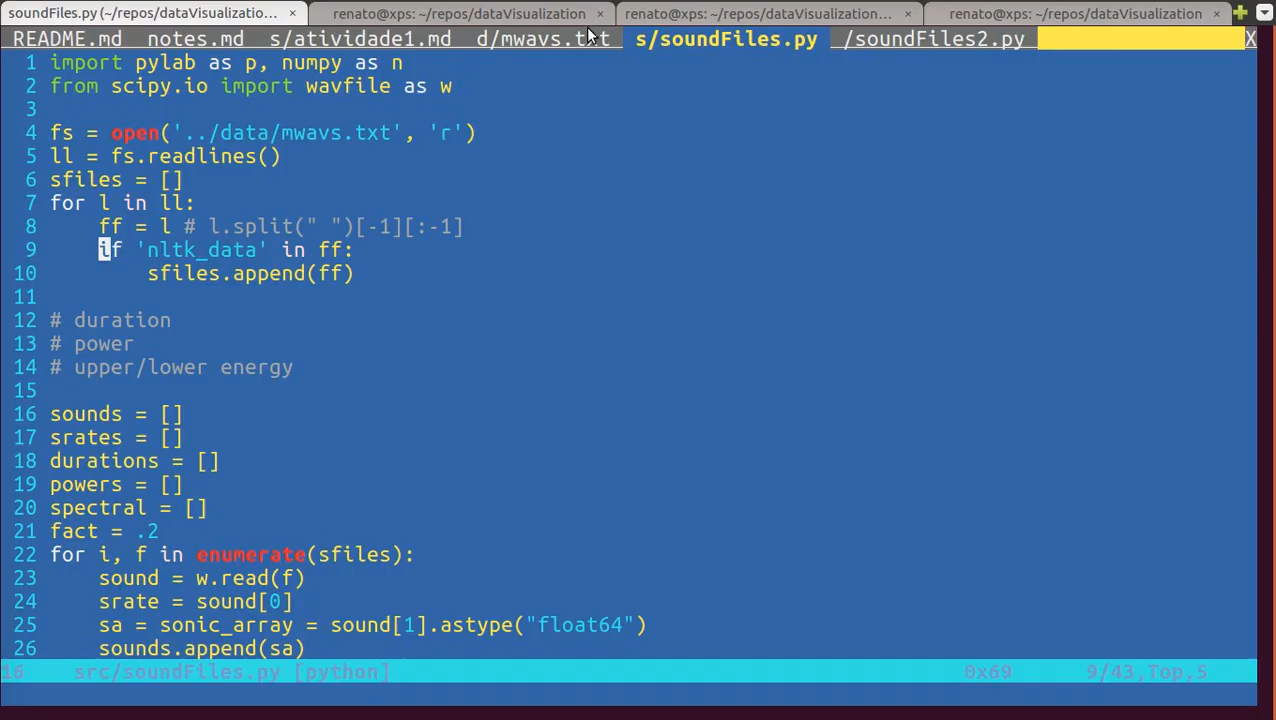 soundFiles.py (~/repos/dataVisualizatio... × renato@xps: ~/repos/dataVisualization × renato@xps: ~/repos/dataVisualization... × renato@xps: ~/repos/dataVisualization ×
README.md notes.md s/atividade1.md d/mwavs.txt s/soundFiles.py /soundFiles2.py X
1 import pylab as p, numpy as n
2 from scipy.io import wavfile as w
3
4 fs = open('../data/mwavs.txt', 'r')
5 ll = fs.readlines()
6 sfiles = []
7 for l in ll:
8     ff = l # l.split(" ")[-1][:-1]
9     if 'nltk_data' in ff:
10         sfiles.append(ff)
11
12 # duration
13 # power
14 # upper/lower energy
15
16 sounds = []
17 srates = []
18 durations = []
19 powers = []
20 spectral = []
21 fact = .2
22 for i, f in enumerate(sfiles):
23     sound = w.read(f)
24     srate = sound[0]
25     sa = sonic_array = sound[1].astype("float64")
26     sounds.append(sa)
16 src/soundFiles.py [python] 0x69 9/43,Top,5